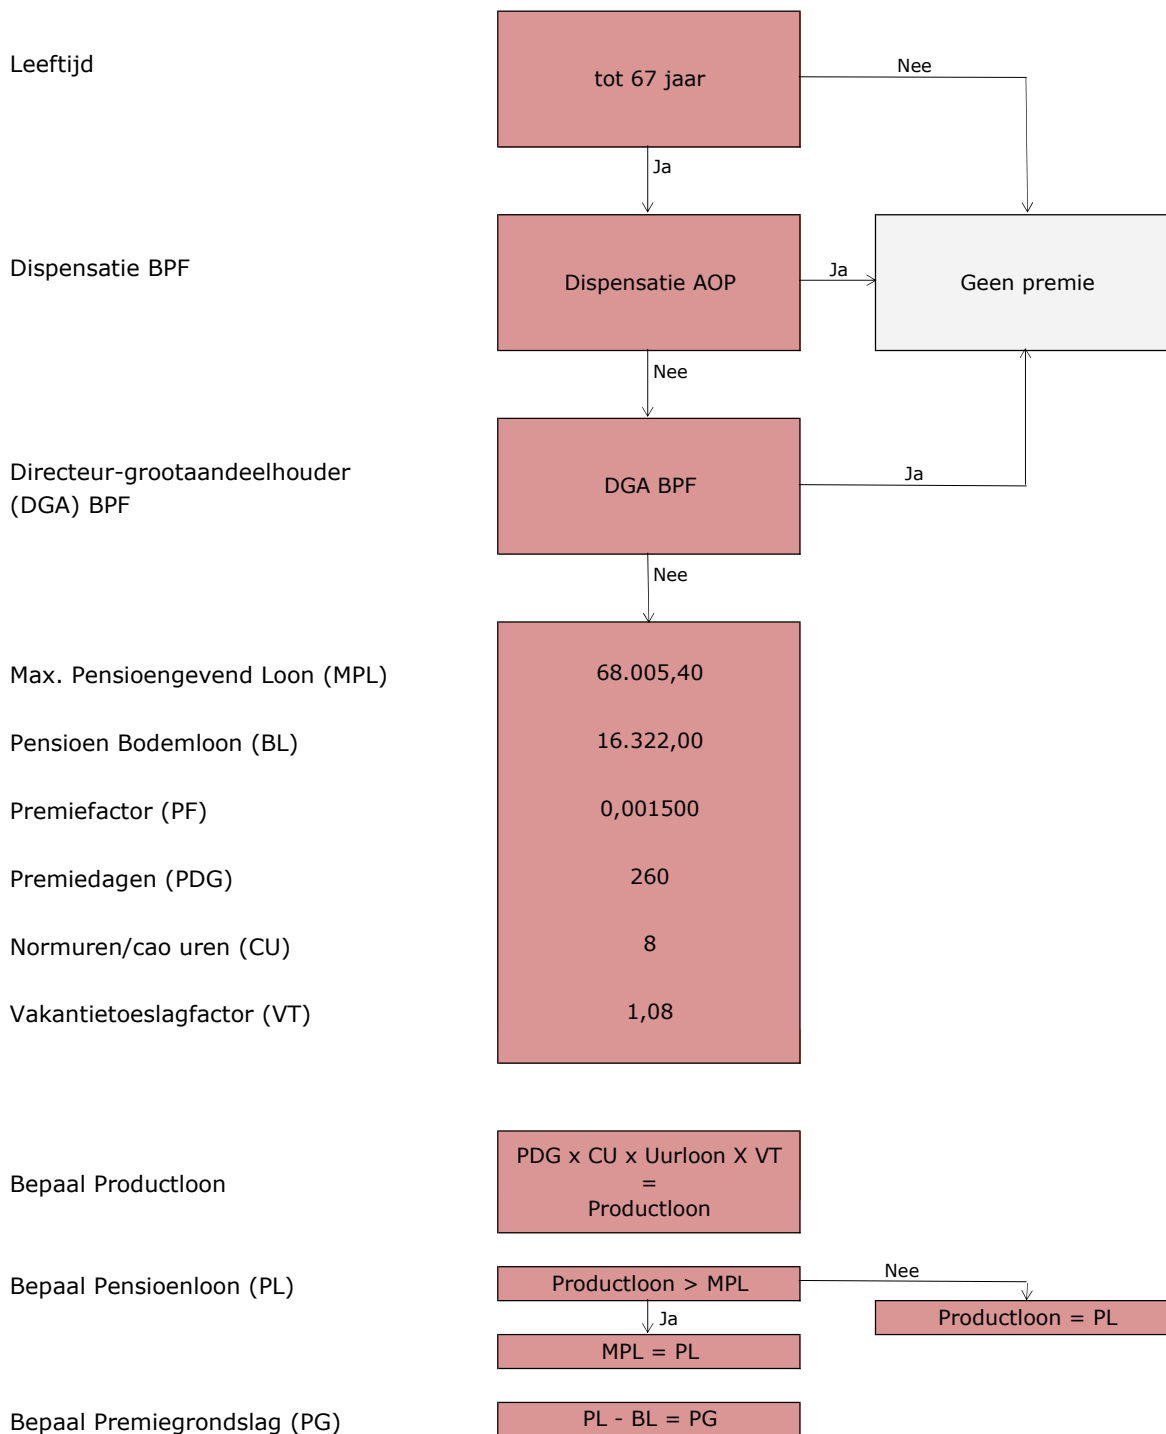 Leeftijd
tot 67 jaar
Nee
Ja
Dispensatie BPF
Dispensatie AOP
Ja
Geen premie
Nee
Directeur-grootaandeelhouder
(DGA) BPF
DGA BPF
Ja
Nee
Max. Pensioengevend Loon (MPL)
68.005,40
Pensioen Bodemloon (BL)
16.322,00
Premiefactor (PF)
0,001500
Premiedagen (PDG)
260
Normuren/cao uren (CU)
8
Vakantietoeslagfactor (VT)
1,08
Bepaal Productloon
PDG x CU x Uurloon X VT
=
Productloon
Bepaal Pensioenloon (PL)
Productloon > MPL
Nee
Productloon = PL
Ja
MPL = PL
Bepaal Premiegrondslag (PG)
PL - BL = PG